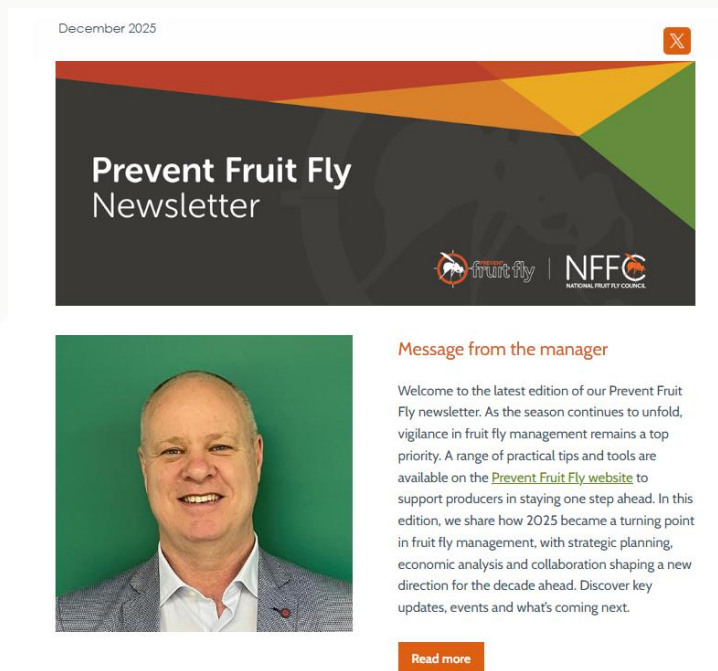 December 2025
X
Prevent Fruit Fly
Newsletter
PREVENT
fruit fly
NFFC
NATIONAL FRUIT FLY COUNCIL
Message from the manager
Welcome to the latest edition of our Prevent Fruit
Fly newsletter. As the season continues to unfold,
vigilance in fruit fly management remains a top
priority. A range of practical tips and tools are
available on the Prevent Fruit Fly website to
support producers in staying one step ahead. In this
edition, we share how 2025 became a turning point
in fruit fly management, with strategic planning,
economic analysis and collaboration shaping a new
direction for the decade ahead. Discover key
updates, events and what's coming next.
Read more